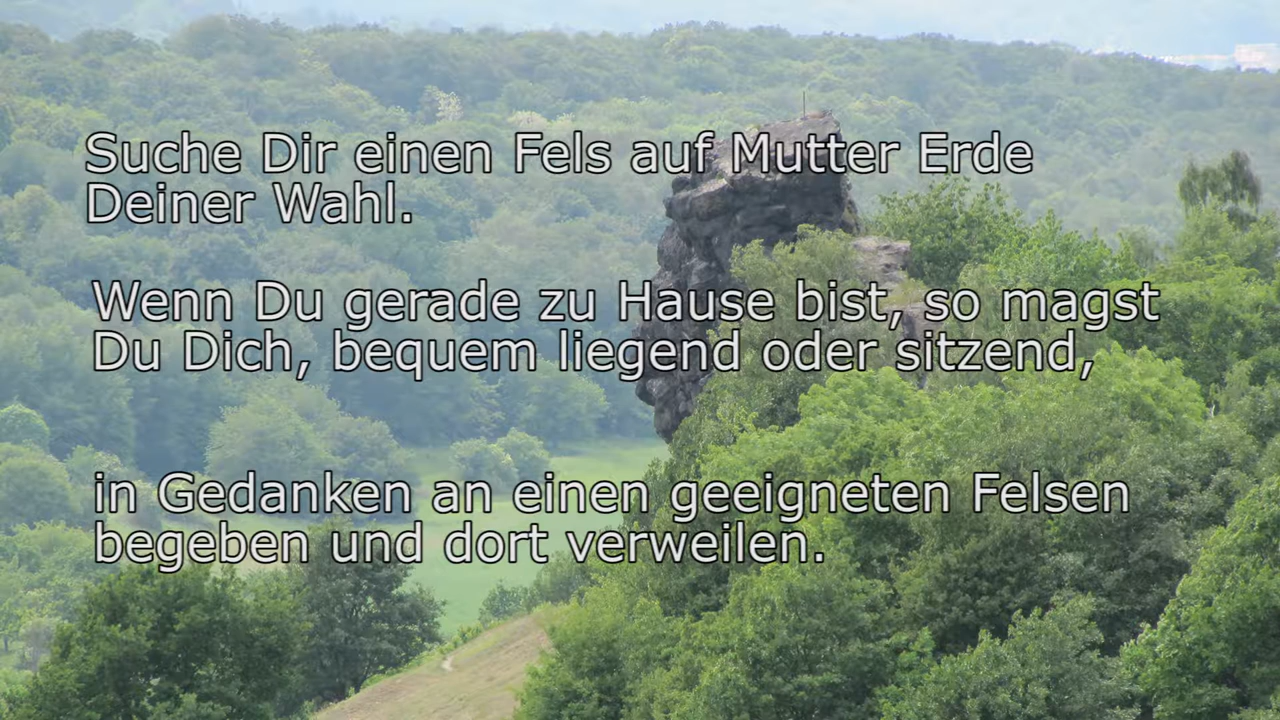 Suche Dir einen Fels auf Mutter Erde
Deiner Wahl.
Wenn Du gerade zu Hause bist, so magst
Du Dich, bequem liegend oder sitzend,
in Gedanken an einen geeigneten Felsen
begeben und dort verweilen.